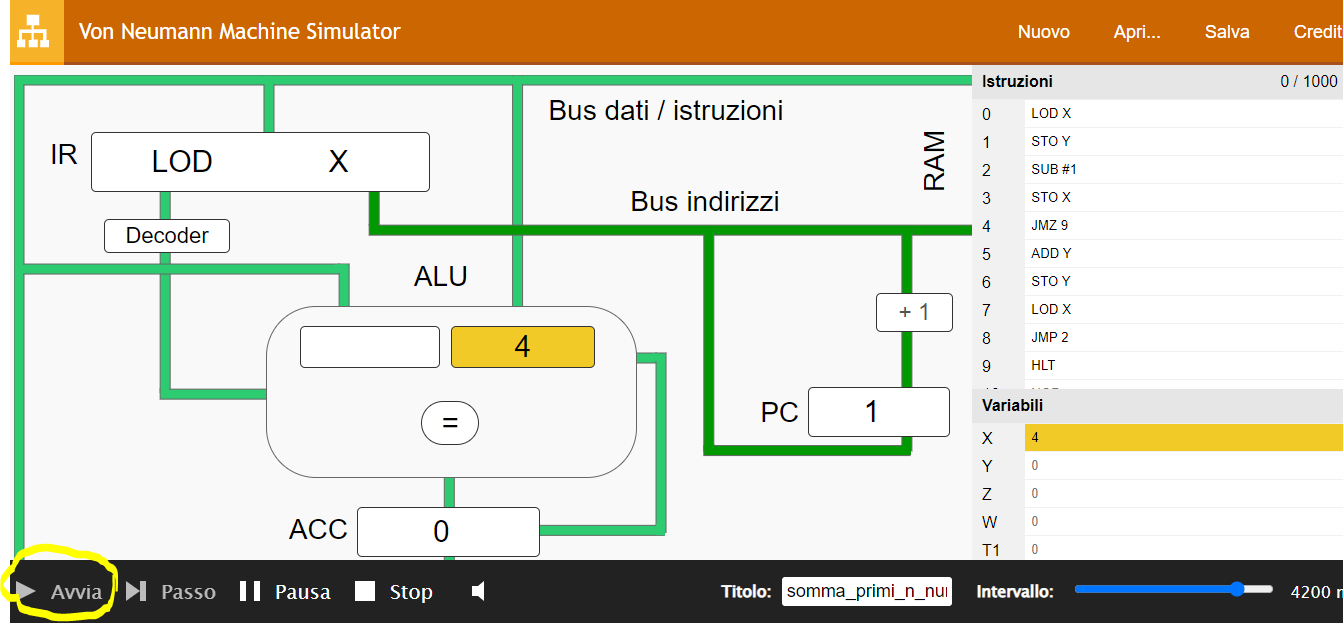 Von Neumann Machine Simulator
Nuovo Apri... Salva Credit
Bus dati / istruzioni
IR LOD X
RAM
Bus indirizzi
Decoder
ALU
+ 1
4
=
PC 1
ACC 0
Istruzioni 0 / 1000
0 LOD X
1 STO Y
2 SUB #1
3 STO X
4 JMZ 9
5 ADD Y
6 STO Y
7 LOD X
8 JMP 2
9 HLT
Variabili
X 4
Y 0
Z 0
W 0
T1 0
Avvia Passo Pausa Stop Titolo: somma_primi_n_nu Intervallo: 4200